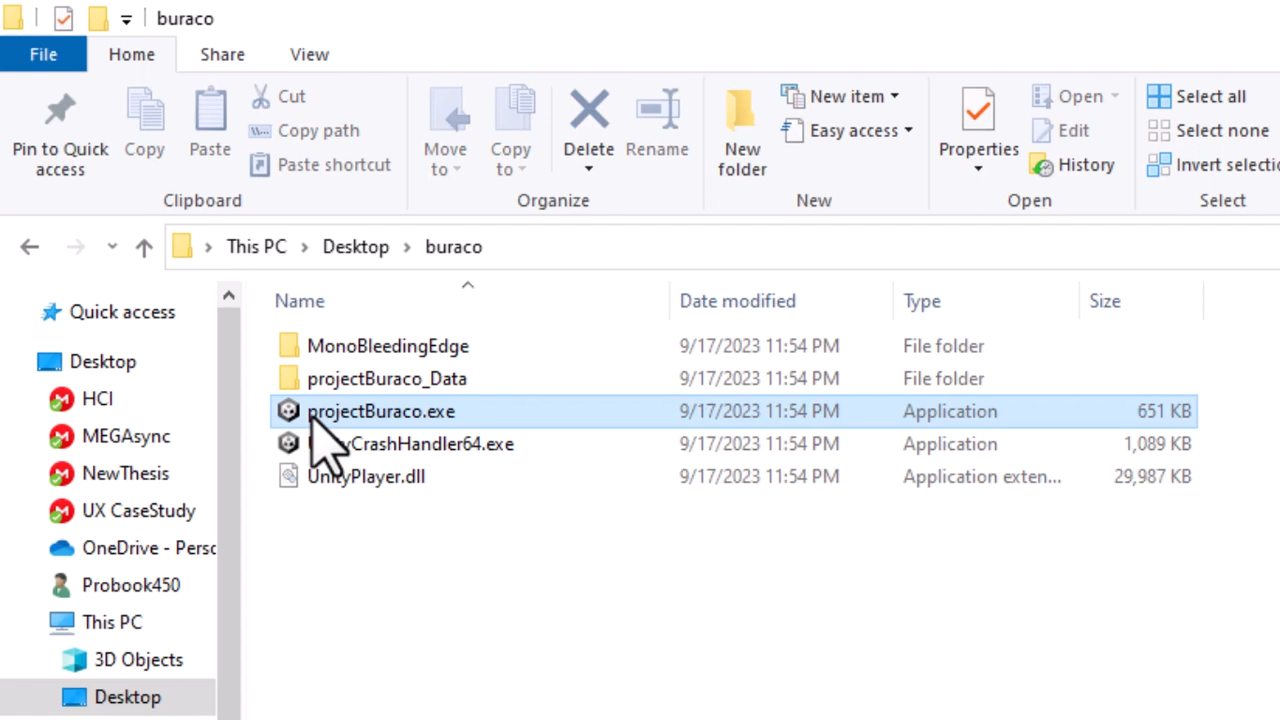 buraco
File Home Share View
Pin to Quick access
Copy
Paste
Cut
Copy path
Paste shortcut
Clipboard
Move to
Copy to
Delete
Rename
Organize
New folder
New item
Easy access
New
Properties
Open
Edit
History
Open
Select all
Select none
Invert selectio
Select
This PC > Desktop > buraco
Quick access
Desktop
HCI
MEGAsync
NewThesis
UX CaseStudy
OneDrive - Perso
Probook450
This PC
3D Objects
Desktop
Name Date modified Type Size
MonoBleedingEdge 9/17/2023 11:54 PM File folder
projectBuraco_Data 9/17/2023 11:54 PM File folder
projectBuraco.exe 9/17/2023 11:54 PM Application 651 KB
UnityCrashHandler64.exe 9/17/2023 11:54 PM Application 1,089 KB
UnityPlayer.dll 9/17/2023 11:54 PM Application exten... 29,987 KB